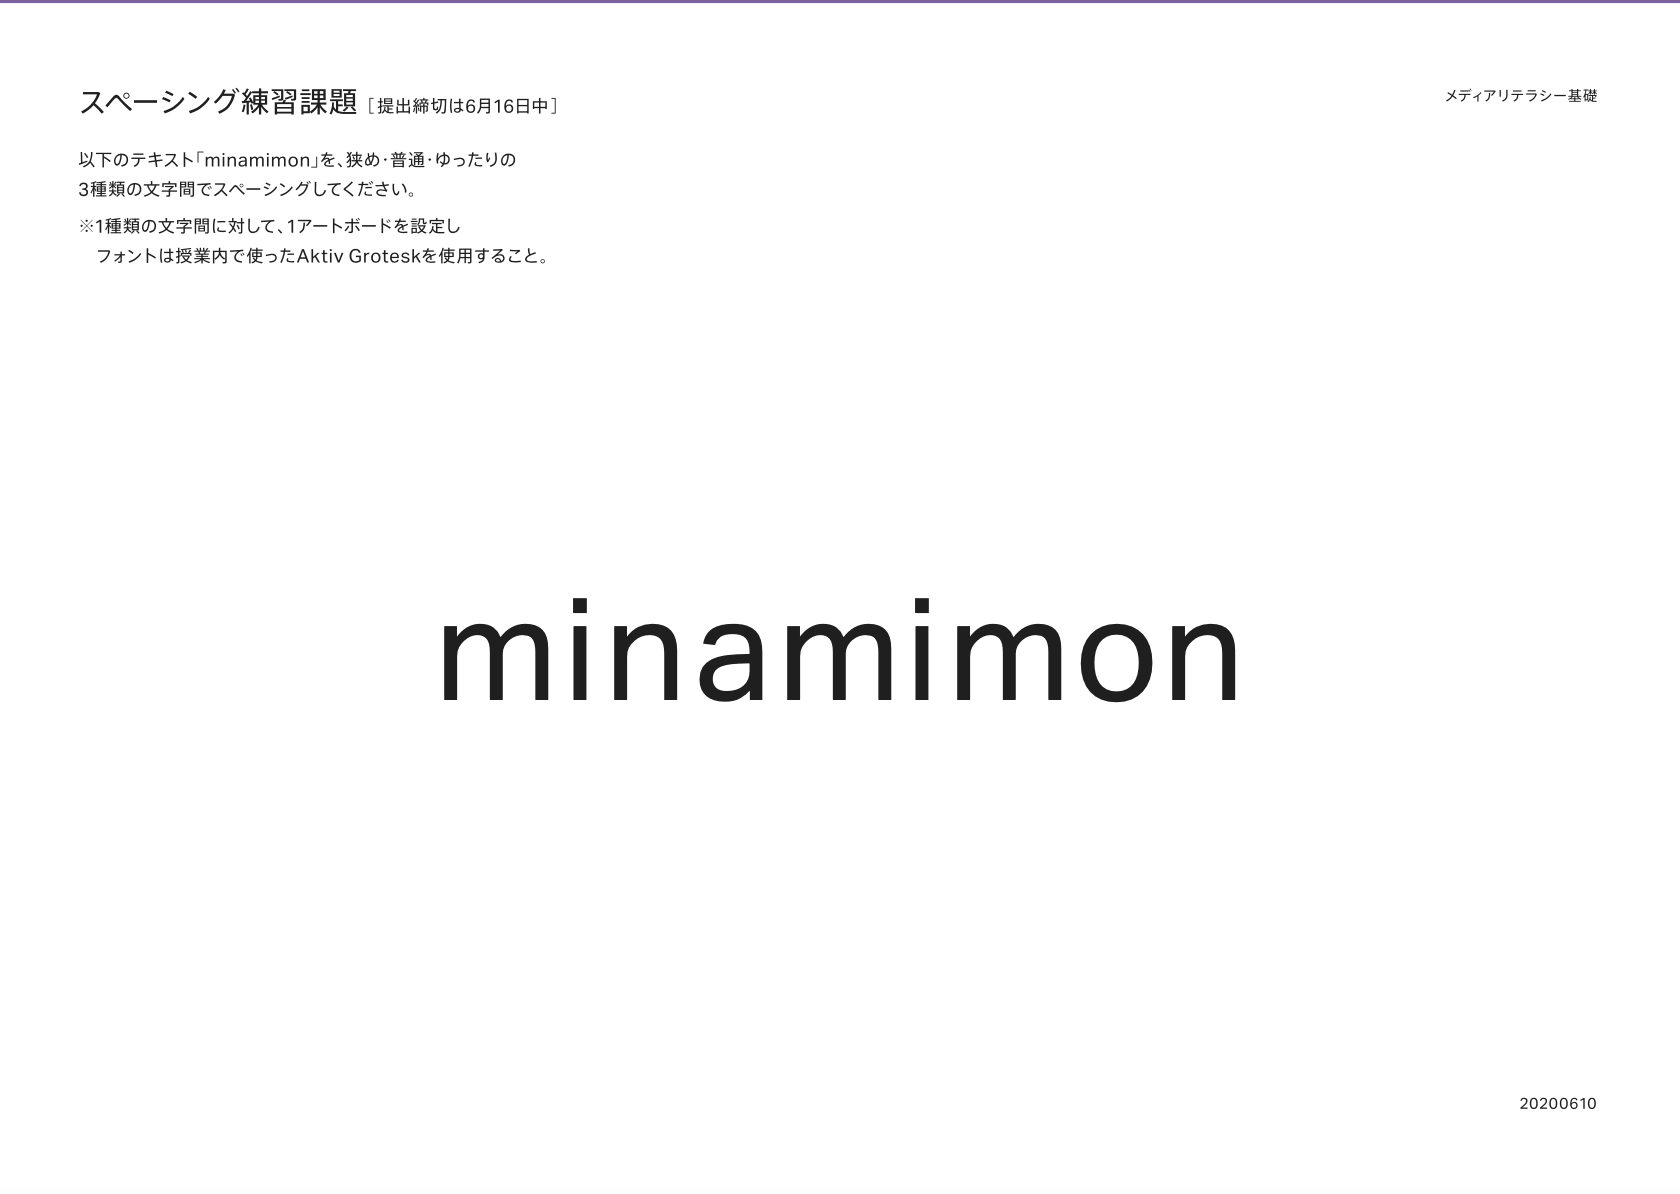 スペーシング練習課題［提出締切は6月16日中］
メディアリテラシー基礎
以下のテキスト「minamimon」を、狭め・普通・ゆったりの
3種類の文字間でスペーシングしてください。
※1種類の文字間に対して、1アートボードを設定し
フォントは授業内で使ったAktiv Groteskを使用すること。
minamimon
20200610